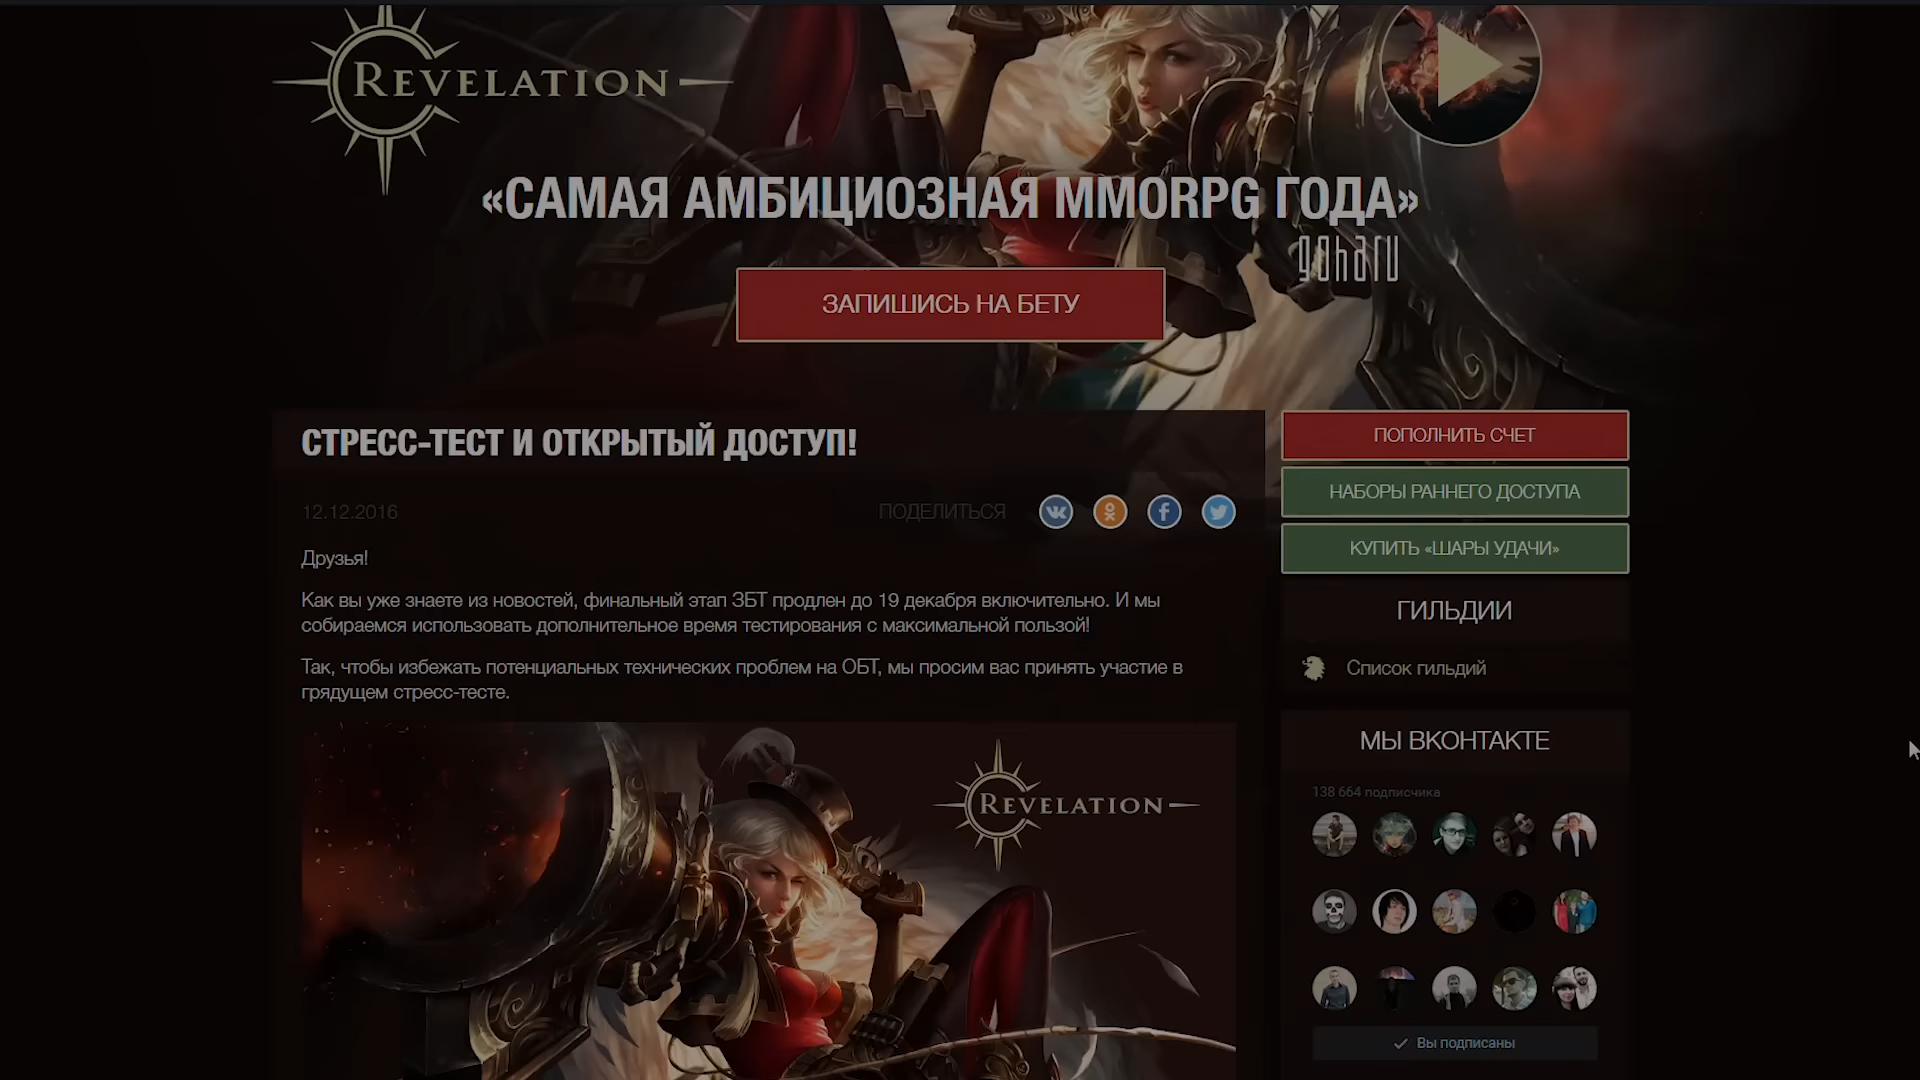 REVELATION
«САМАЯ АМБИЦИОЗНАЯ MMORPG ГОДА»
goharu
ЗАПИШИСЬ НА БЕТУ
СТРЕСС-ТЕСТ И ОТКРЫТЫЙ ДОСТУП!
12.12.2016
ПОДЕЛИТЬСЯ
Друзья!
Как вы уже знаете из новостей, финальный этап ЗБТ продлен до 19 декабря включительно. И мы
собираемся использовать дополнительное время тестирования с максимальной пользой!
Так, чтобы избежать потенциальных технических проблем на ОБТ, мы просим вас принять участие в
грядущем стресс-тесте.
REVELATION
ПОПОЛНИТЬ СЧЕТ
НАБОРЫ РАННЕГО ДОСТУПА
КУПИТЬ «ШАРЫ УДАЧИ»
ГИЛЬДИИ
Список гильдий
МЫ ВКОНТАКТЕ
138 664 подписчика
Вы подписаны